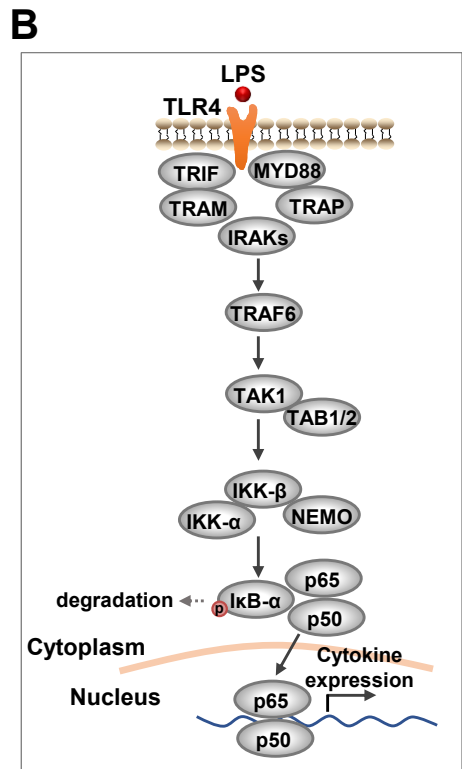 B
LPS
TLR4
TRIF
MYD88
TRAM
TRAP
IRAKs
TRAF6
TAK1
TAB1/2
IKK-β
IKK-α
NEMO
p65
degradation
p
IκB-α
p50
Cytoplasm
Cytokine
expression
Nucleus
p65
p50